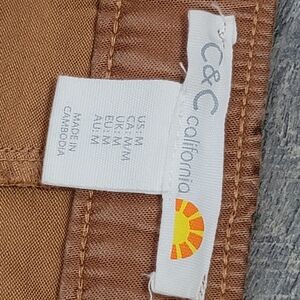 C&C california
US: M
CA: M/M
UK: M
EU: M
AU: M
MADE IN
CAMBODIA